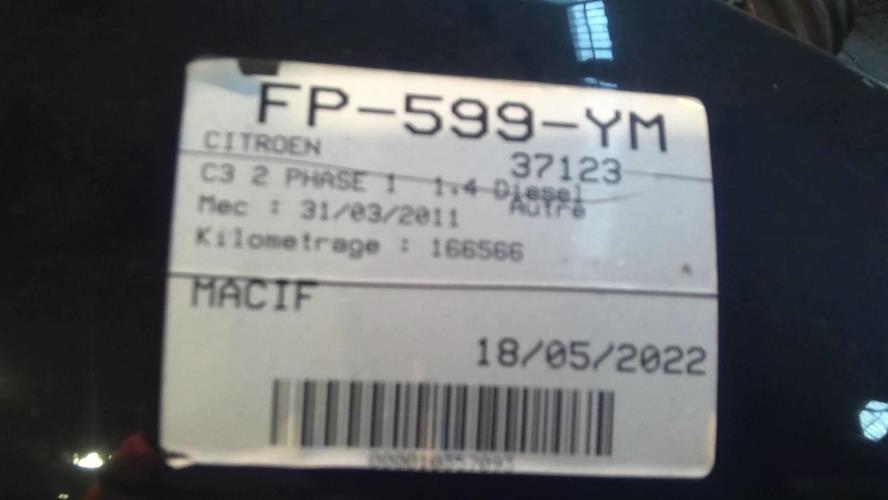 FP-599-YM
CITROEN 37123
C3 2 PHASE 1 1.4 Diesel
Mec : 31/03/2011 Autre
Kilometrage : 166566
MACIF
18/05/2022